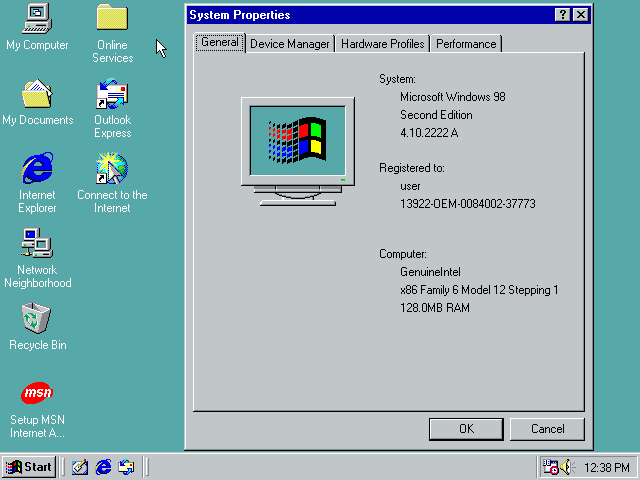 My Computer
Online
Services
My Documents
Outlook
Express
Internet
Explorer
Connect to the
Internet
Network
Neighborhood
Recycle Bin
msn
Setup MSN
Internet A...
System Properties
General
Device Manager
Hardware Profiles
Performance
System:
Microsoft Windows 98
Second Edition
4.10.2222 A
Registered to:
user
13922-OEM-0084002-37773
Computer:
GenuineIntel
x86 Family 6 Model 12 Stepping 1
128.0MB RAM
OK
Cancel
Start
12:38 PM